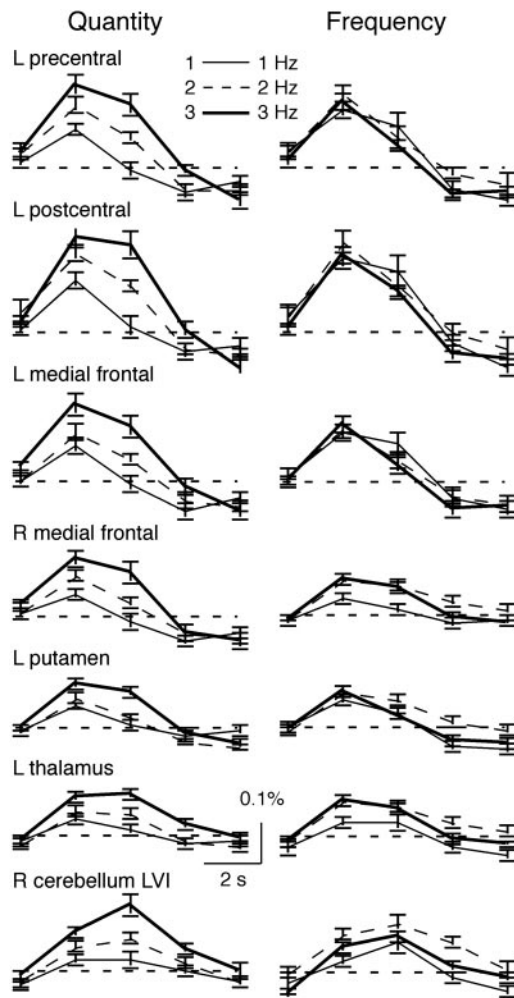 Quantity Frequency
L precentral
1 1 Hz
2 2 Hz
3 3 Hz
L postcentral
L medial frontal
R medial frontal
L putamen
L thalamus
0.1%
2 s
R cerebellum LVI